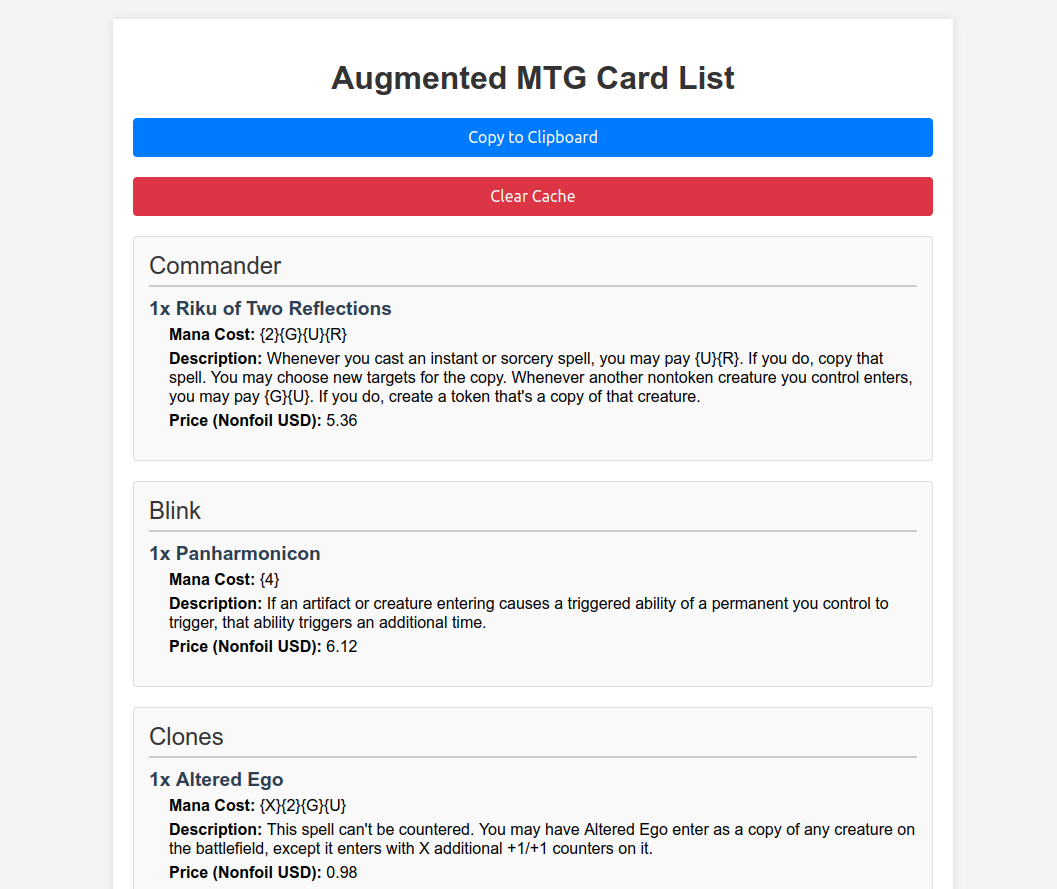 Augmented MTG Card List
Copy to Clipboard
Clear Cache
Commander
1x Riku of Two Reflections
Mana Cost: {2}{G}{U}{R}
Description: Whenever you cast an instant or sorcery spell, you may pay {U}{R}. If you do, copy that
spell. You may choose new targets for the copy. Whenever another nontoken creature you control enters,
you may pay {G}{U}. If you do, create a token that's a copy of that creature.
Price (Nonfoil USD): 5.36
Blink
1x Panharmonicon
Mana Cost: {4}
Description: If an artifact or creature entering causes a triggered ability of a permanent you control to
trigger, that ability triggers an additional time.
Price (Nonfoil USD): 6.12
Clones
1x Altered Ego
Mana Cost: {X}{2}{G}{U}
Description: This spell can't be countered. You may have Altered Ego enter as a copy of any creature on
the battlefield, except it enters with X additional +1/+1 counters on it.
Price (Nonfoil USD): 0.98